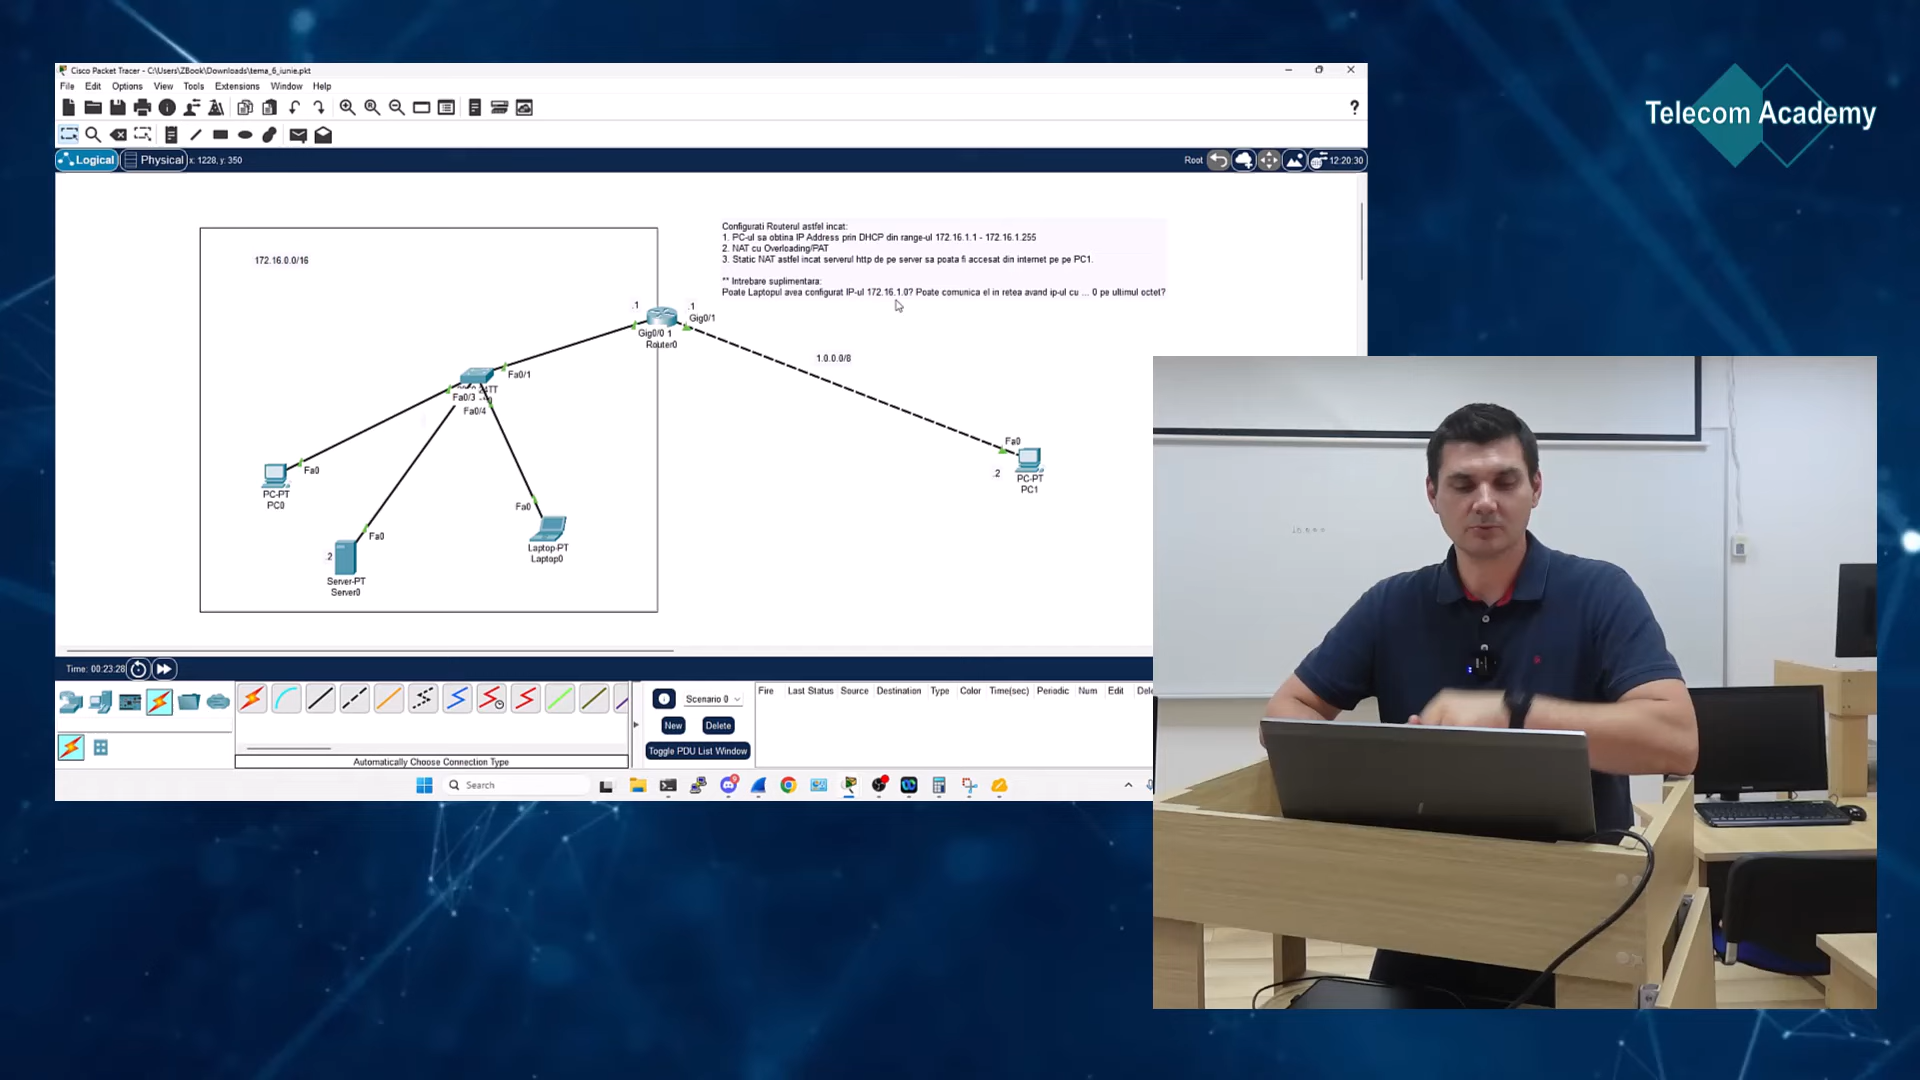 Telecom Academy
Cisco Packet Tracer - C:\Users\ZBook\Downloads\tema_6_iunie.pkt
File Edit Options View Tools Extensions Window Help
Logical Physical x: 1228, y: 350
Root 12:20:30
Configurati Routerul astfel incat:
1. PC-ul sa obtina IP Address prin DHCP din range-ul 172.16.1.1 - 172.16.1.255
2. NAT cu Overloading/PAT
3. Static NAT astfel incat serverul http de pe server sa poata fi accesat din internet pe pe PC1.
** Intrebare suplimentara:
Poate Laptopul avea configurat IP-ul 172.16.1.0? Poate comunica el in retea avand ip-ul cu ... 0 pe ultimul octet?
172.16.0.0/16
.1
.1
Gig0/1
Gig0/0 1
Router0
1.0.0.0/8
Fa0/1
Fa0/3
Fa0/4
Fa0
.2
PC-PT
PC1
Fa0
PC-PT
PC0
Fa0
.2
Server-PT
Server0
Fa0
Laptop-PT
Laptop0
Time: 00:23:28
Scenario 0
New Delete
Toggle PDU List Window
Fire Last Status Source Destination Type Color Time(sec) Periodic Num Edit Dele
Automatically Choose Connection Type
Search